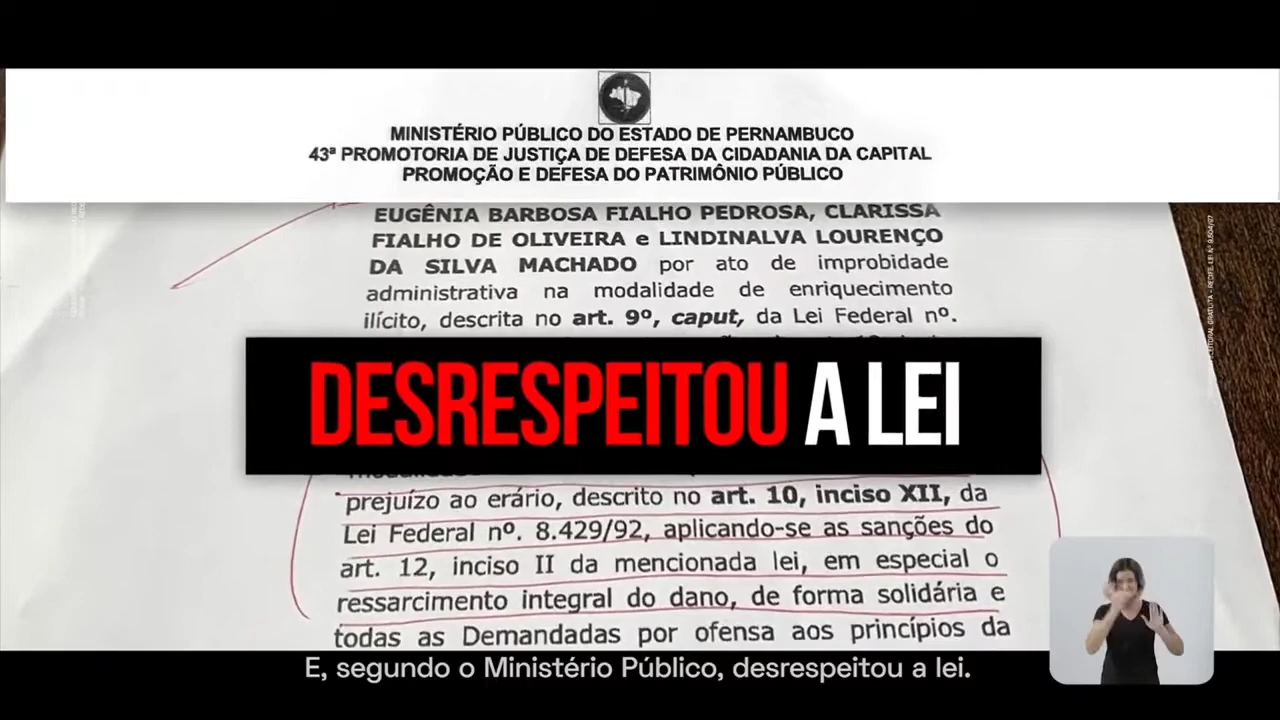 MINISTÉRIO PÚBLICO DO ESTADO DE PERNAMBUCO
43ª PROMOTORIA DE JUSTIÇA DE DEFESA DA CIDADANIA DA CAPITAL
PROMOÇÃO E DEFESA DO PATRIMÔNIO PÚBLICO
EUGÊNIA BARBOSA FIALHO PEDROSA, CLARISSA
FIALHO DE OLIVEIRA e LINDINALVA LOURENÇO
DA SILVA MACHADO por ato de improbidade
administrativa na modalidade de enriquecimento
ilícito, descrita no art. 9º, caput, da Lei Federal nº.
DESRESPEITOU A LEI
prejuízo ao erário, descrito no art. 10, inciso XII, da
Lei Federal nº. 8.429/92, aplicando-se as sanções do
art. 12, inciso II da mencionada lei, em especial o
ressarcimento integral do dano, de forma solidária e
todas as Demandadas por ofensa aos princípios da
E, segundo o Ministério Público, desrespeitou a lei.